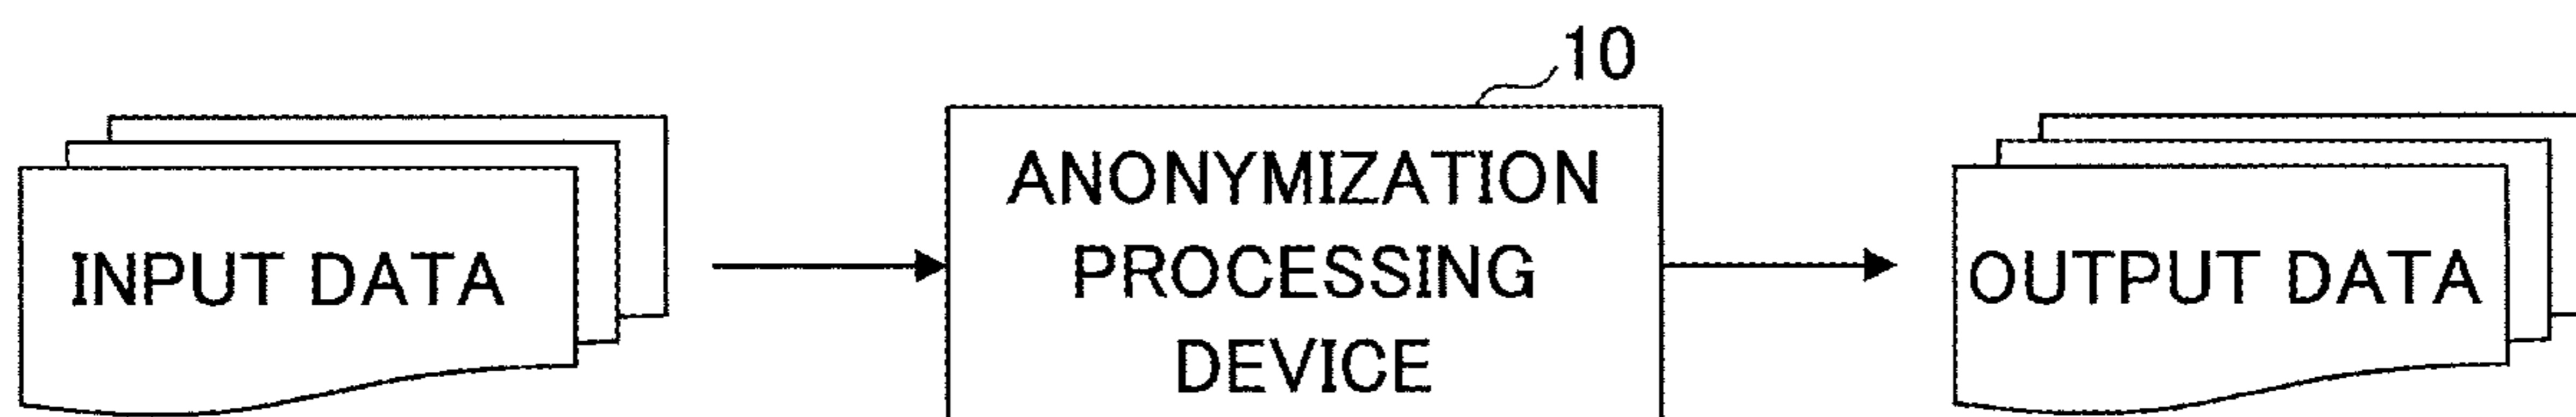 10
INPUT DATA
ANONYMIZATION
PROCESSING
DEVICE
OUTPUT DATA